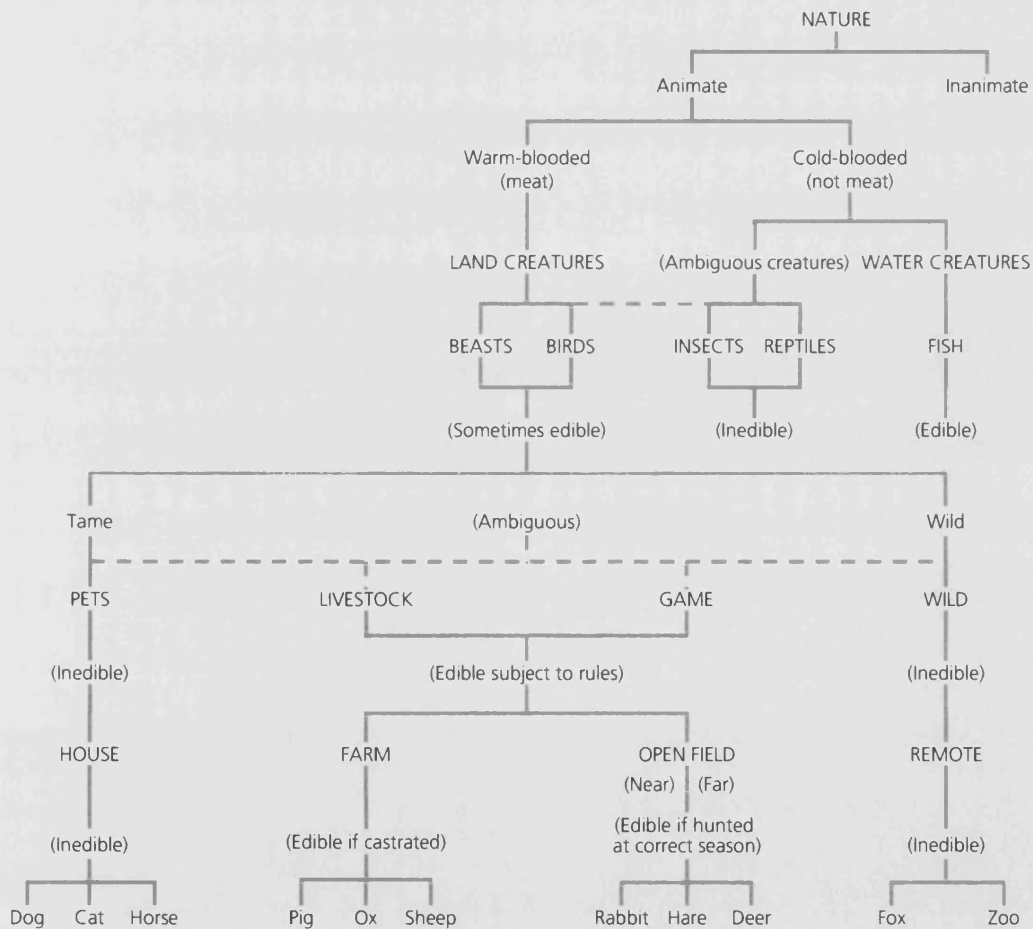 NATURE
Animate Inanimate
Warm-blooded Cold-blooded
(meat) (not meat)
LAND CREATURES (Ambiguous creatures) WATER CREATURES
BEASTS BIRDS INSECTS REPTILES FISH
(Sometimes edible) (Inedible) (Edible)
Tame (Ambiguous) Wild
PETS LIVESTOCK GAME WILD
(Inedible) (Edible subject to rules) (Inedible)
HOUSE FARM OPEN FIELD REMOTE
(Near) (Far)
(Inedible) (Edible if castrated) (Edible if hunted
at correct season) (Inedible)
Dog Cat Horse Pig Ox Sheep Rabbit Hare Deer Fox Zoo